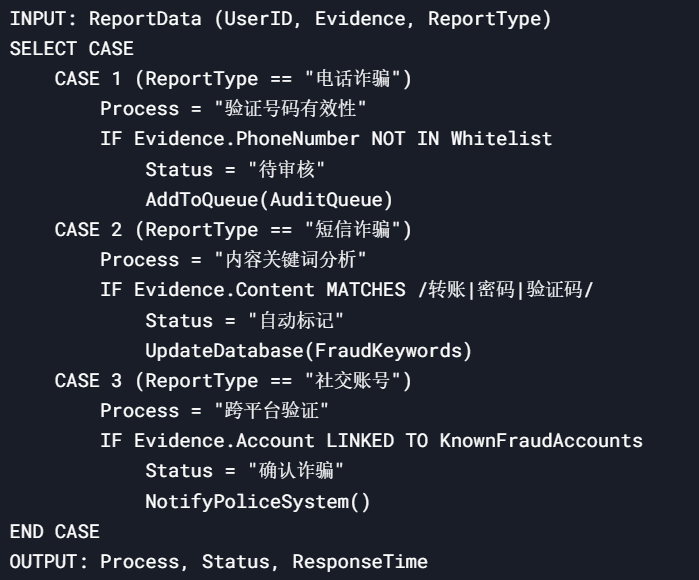 INPUT: ReportData (UserID, Evidence, ReportType)
SELECT CASE
    CASE 1 (ReportType == "电话诈骗")
        Process = "验证号码有效性"
        IF Evidence.PhoneNumber NOT IN Whitelist
            Status = "待审核"
            AddToQueue(AuditQueue)
    CASE 2 (ReportType == "短信诈骗")
        Process = "内容关键词分析"
        IF Evidence.Content MATCHES /转账|密码|验证码/
            Status = "自动标记"
            UpdateDatabase(FraudKeywords)
    CASE 3 (ReportType == "社交账号")
        Process = "跨平台验证"
        IF Evidence.Account LINKED TO KnownFraudAccounts
            Status = "确认诈骗"
            NotifyPoliceSystem()
END CASE
OUTPUT: Process, Status, ResponseTime